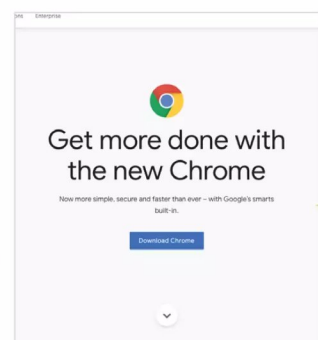 Enterprise
Get more done with
the new Chrome
Now more simple, secure and faster than ever – with Google's smarts
built-in.
Download Chrome